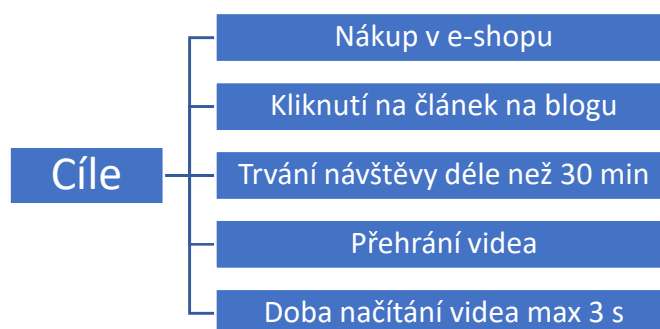 Cíle
Nákup v e-shopu
Kliknutí na článek na blogu
Trvání návštěvy déle než 30 min
Přehrání videa
Doba načítání videa max 3 s